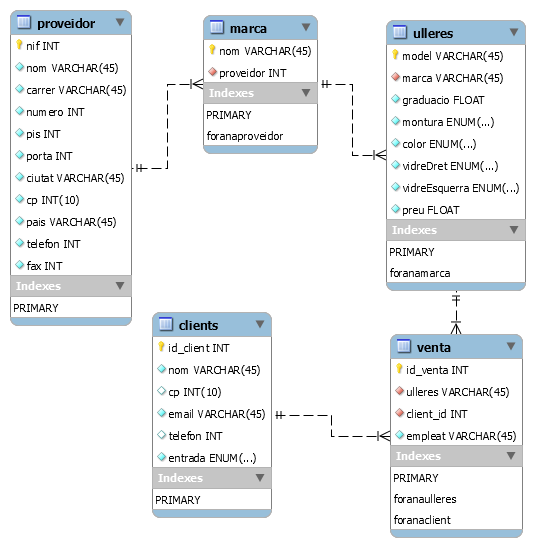 proveidor
nif INT
nom VARCHAR(45)
carrer VARCHAR(45)
numero INT
pis INT
porta INT
ciutat VARCHAR(45)
cp INT(10)
pais VARCHAR(45)
telefon INT
fax INT
Indexes
PRIMARY
marca
nom VARCHAR(45)
proveidor INT
Indexes
PRIMARY
foranaproveidor
ulleres
model VARCHAR(45)
marca VARCHAR(45)
graduacio FLOAT
montura ENUM(...)
color ENUM(...)
vidreDret ENUM(...)
vidreEsquerra ENUM(...)
preu FLOAT
Indexes
PRIMARY
foranamarca
clients
id_client INT
nom VARCHAR(45)
cp INT(10)
email VARCHAR(45)
telefon INT
entrada ENUM(...)
Indexes
PRIMARY
venta
id_venta INT
ulleres VARCHAR(45)
client_id INT
empleat VARCHAR(45)
Indexes
PRIMARY
foranaulleres
foranaclient